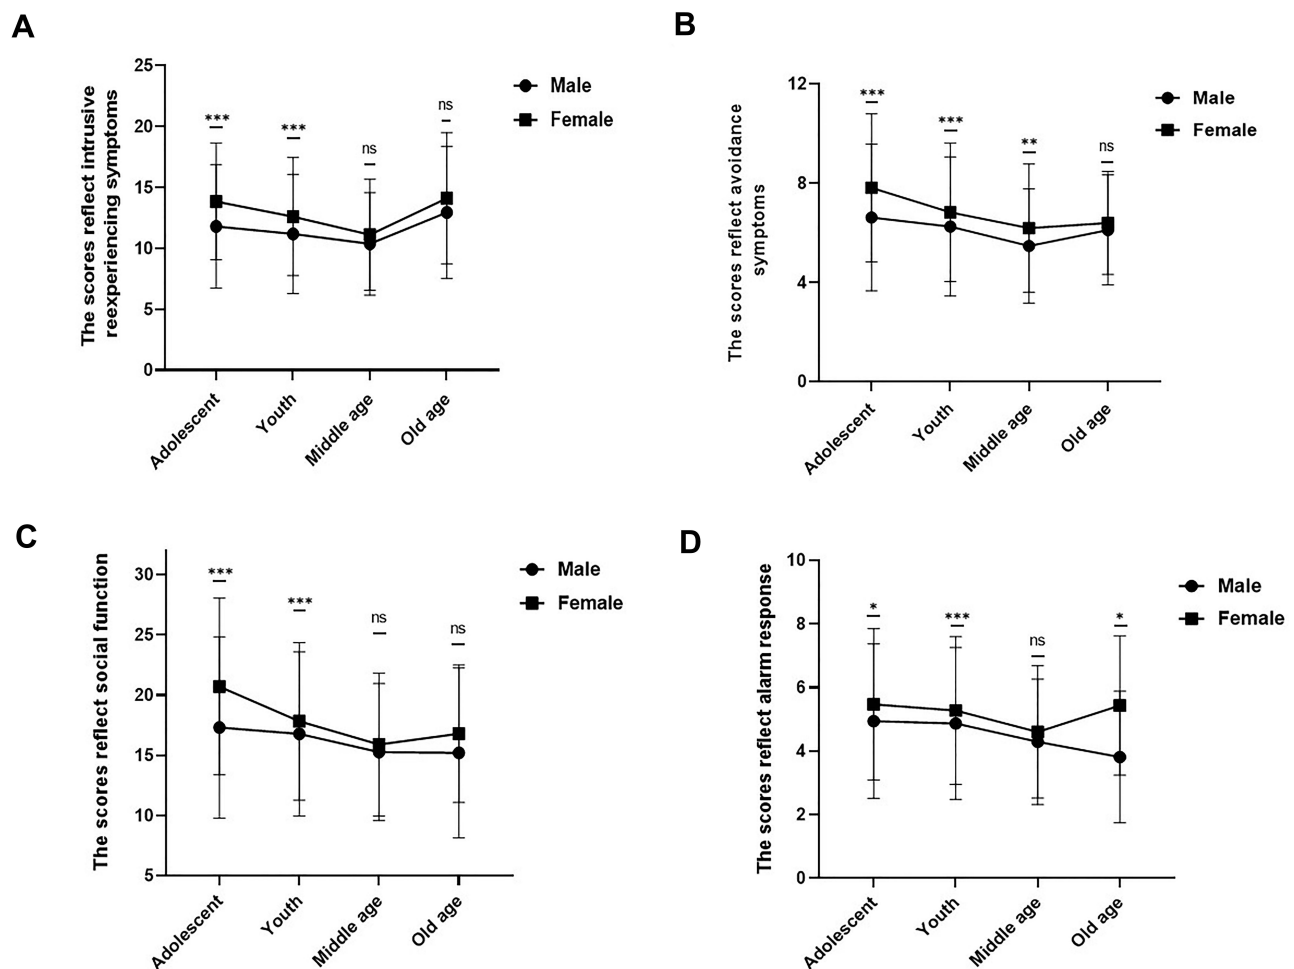 A
The scores reflect intrusive
reexperiencing symptoms
25
20
15
10
5
0
***
***
ns
ns
Male
Female
Adolescent
Youth
Middle age
Old age
B
The scores reflect avoidance
symptoms
12
8
4
0
***
***
**
ns
Male
Female
Adolescent
Youth
Middle age
Old age
C
The scores reflect social function
30
25
20
15
10
5
***
***
ns
ns
Male
Female
Adolescent
Youth
Middle age
Old age
D
The scores reflect alarm response
10
8
6
4
2
0
*
***
ns
*
Male
Female
Adolescent
Youth
Middle age
Old age